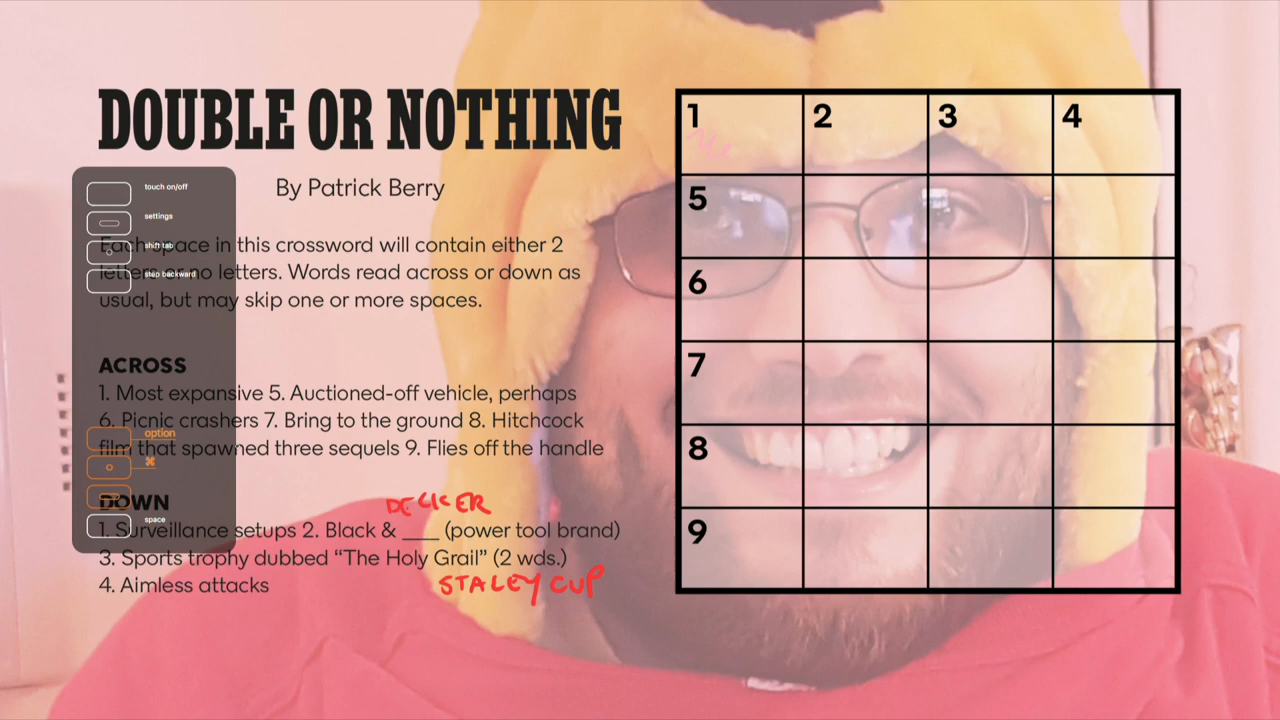 DOUBLE OR NOTHING
By Patrick Berry
touch on/off
settings
shift tab
step backward
Each space in this crossword will contain either 2
letters or no letters. Words read across or down as
usual, but may skip one or more spaces.
ACROSS
1. Most expansive 5. Auctioned-off vehicle, perhaps
6. Picnic crashers 7. Bring to the ground 8. Hitchcock
film that spawned three sequels 9. Flies off the handle
option
⌘
space
DOWN
DECKER
1. Surveillance setups 2. Black & ___ (power tool brand)
3. Sports trophy dubbed “The Holy Grail” (2 wds.)
4. Aimless attacks
STALEY CUP
1 2 3 4
5
6
7
8
9